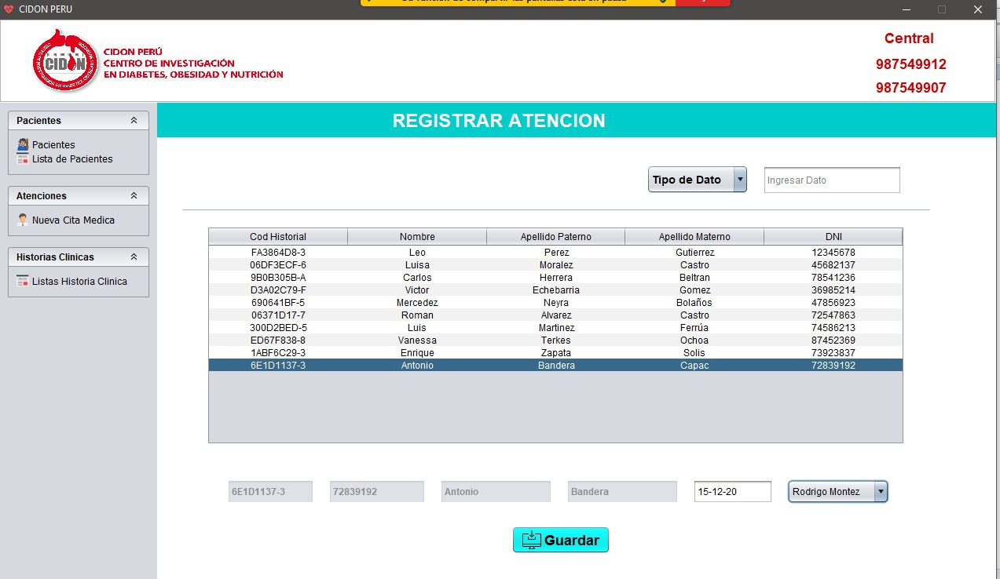 CIDON PERU
CIDON
CIDON PERÚ
CENTRO DE INVESTIGACIÓN
EN DIABETES, OBESIDAD Y NUTRICIÓN
Central
987549912
987549907
Pacientes
Pacientes
Lista de Pacientes
Atenciones
Nueva Cita Medica
Historias Clinicas
Listas Historia Clinica
REGISTRAR ATENCION
Tipo de Dato Ingresar Dato
Cod Historial Nombre Apellido Paterno Apellido Materno DNI
FA3864D8-3 Leo Perez Gutierrez 12345678
06DF3ECF-6 Luisa Moralez Castro 45682137
9B0B305B-A Carlos Herrera Beltran 78541236
D3A02C79-F Victor Echebarria Gomez 36985214
690641BF-5 Mercedez Neyra Bolaños 47856923
06371D17-7 Roman Alvarez Castro 72547863
300D2BED-5 Luis Martinez Ferrúa 74586213
ED67F838-8 Vanessa Terkes Ochoa 87452369
1ABF6C29-3 Enrique Zapata Solis 73923837
6E1D1137-3 Antonio Bandera Capac 72839192
6E1D1137-3 72839192 Antonio Bandera 15-12-20 Rodrigo Montez
Guardar